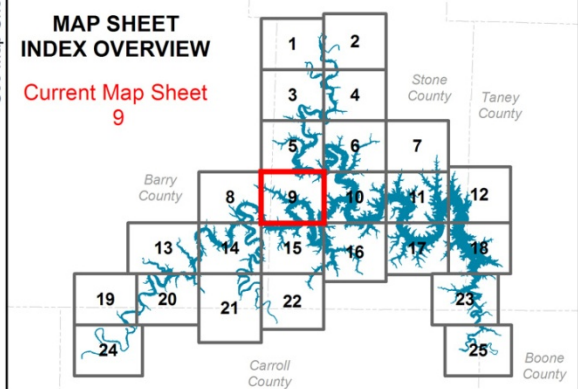 MAP SHEET
INDEX OVERVIEW
Current Map Sheet
9
1 2
3 4
Stone
County
Taney
County
5 6 7
Barry
County
8 9 10 11 12
13 14 15 16 17 18
19 20 21 22 23
24 25
Carroll
County
Boone
County